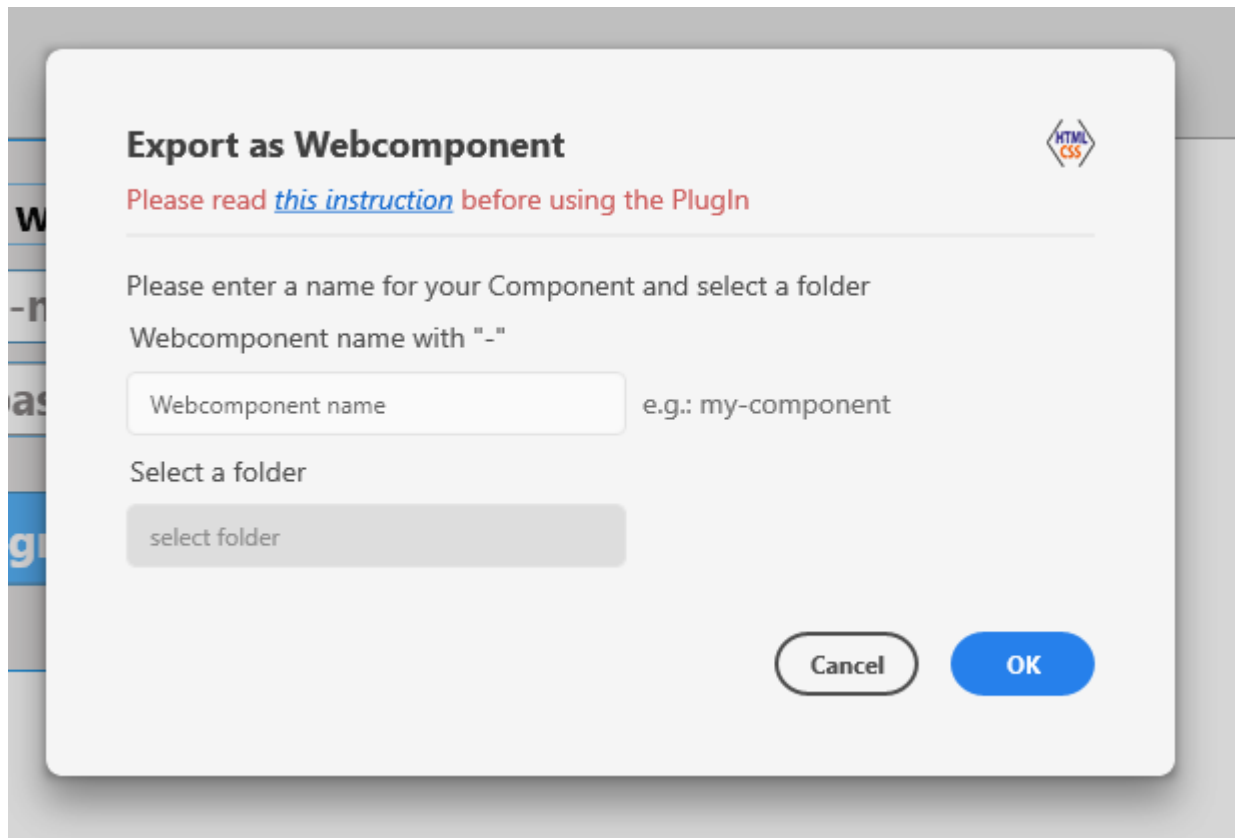 Export as Webcomponent
HTML
CSS
Please read this instruction before using the PlugIn
Please enter a name for your Component and select a folder
Webcomponent name with "-"
Webcomponent name
e.g.: my-component
Select a folder
select folder
Cancel
OK